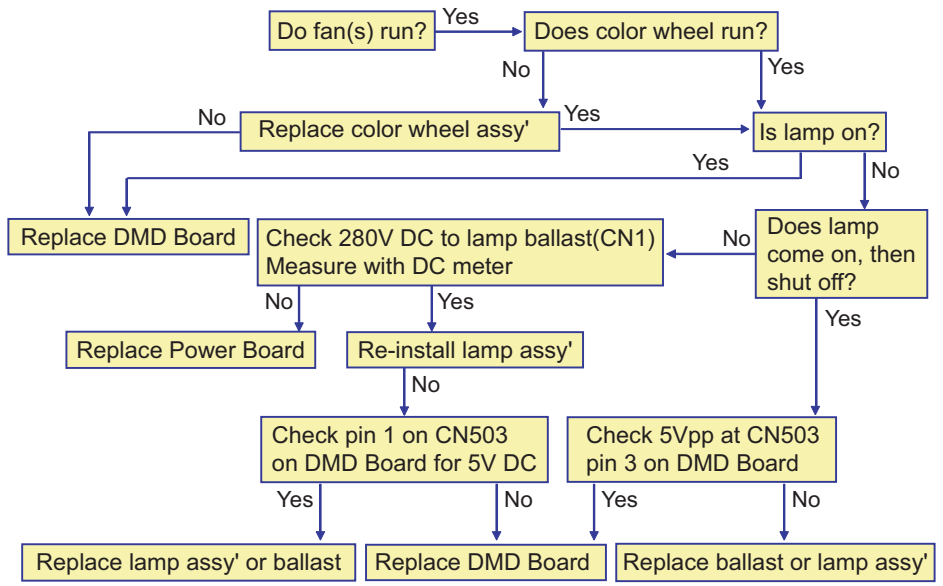 Do fan(s) run?
Yes
Does color wheel run?
No
Yes
No
Replace color wheel assy'
Yes
Is lamp on?
Yes
No
Replace DMD Board
Check 280V DC to lamp ballast(CN1)
Measure with DC meter
No
Does lamp
come on, then
shut off?
No
Yes
Yes
Replace Power Board
Re-install lamp assy'
No
Check pin 1 on CN503
on DMD Board for 5V DC
Check 5Vpp at CN503
pin 3 on DMD Board
Yes
No
Yes
No
Replace lamp assy' or ballast
Replace DMD Board
Replace ballast or lamp assy'